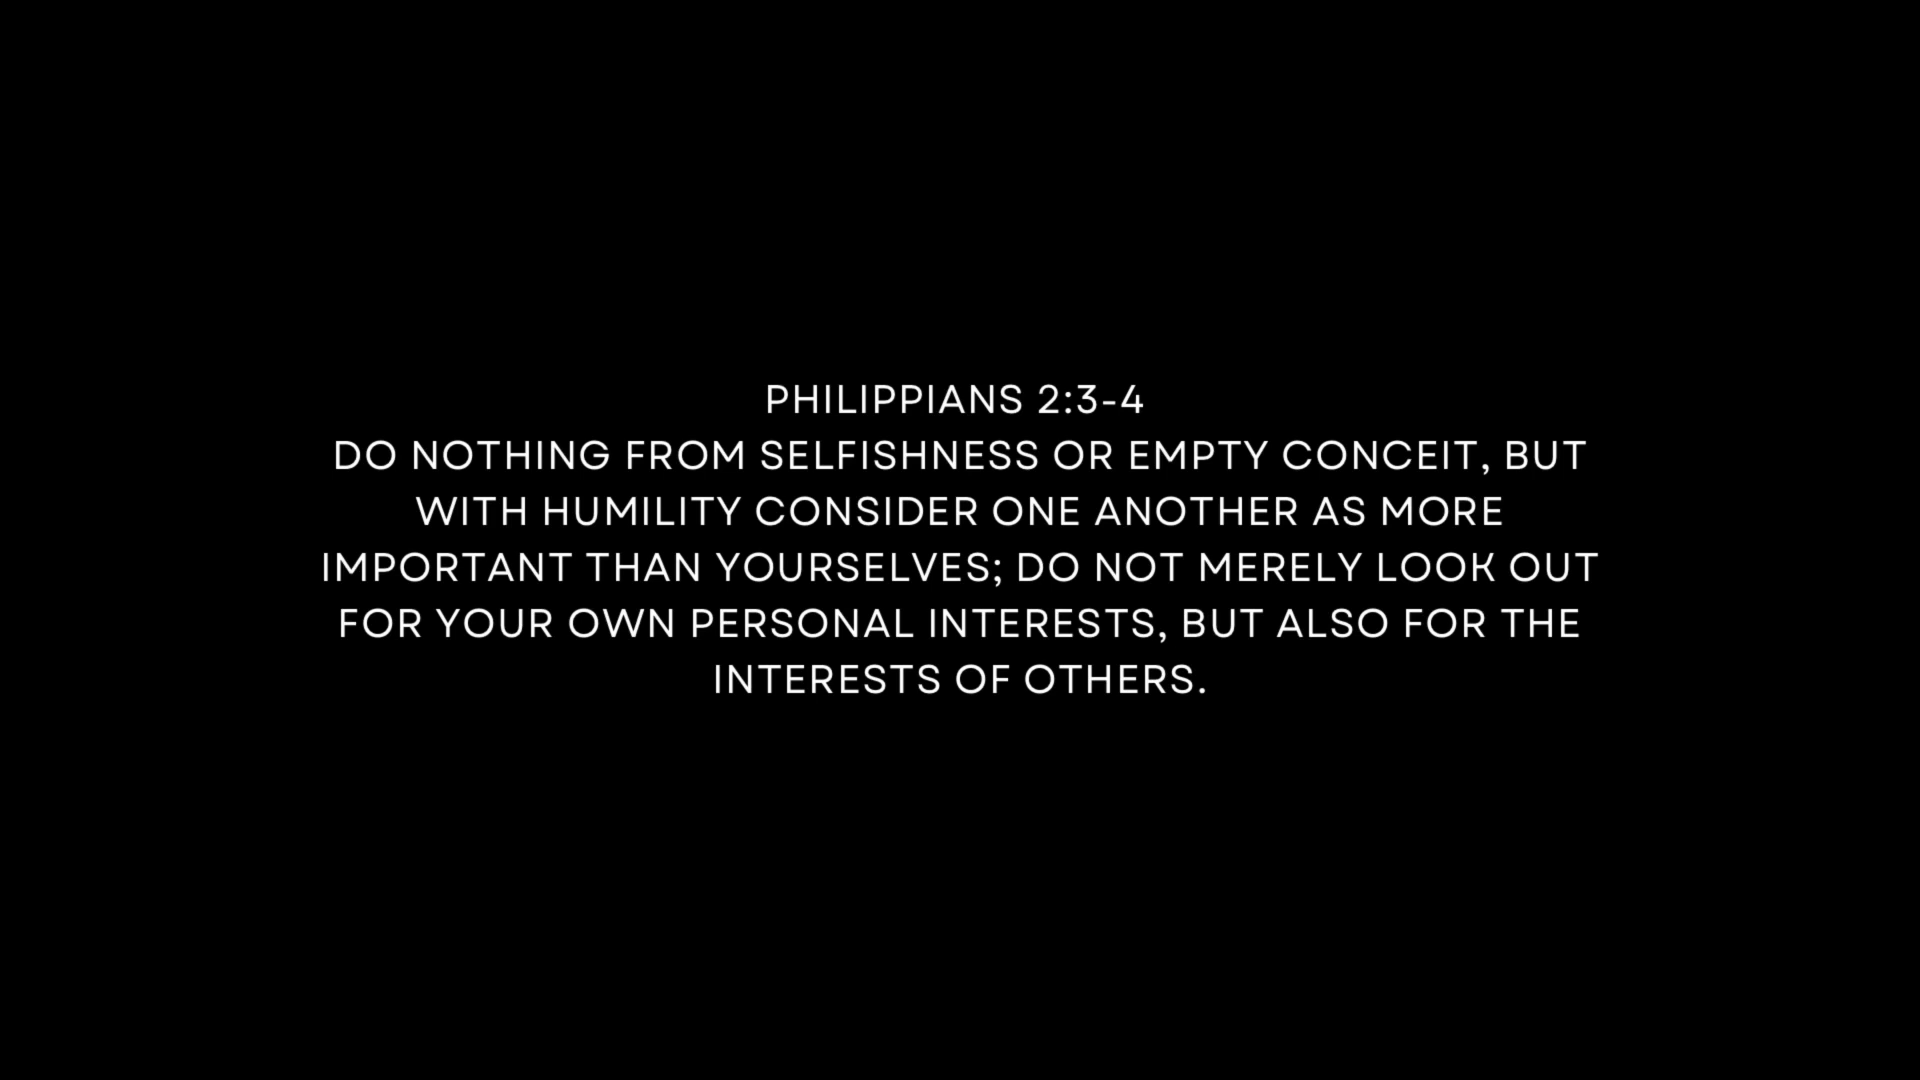 PHILIPPIANS 2:3-4
DO NOTHING FROM SELFISHNESS OR EMPTY CONCEIT, BUT
WITH HUMILITY CONSIDER ONE ANOTHER AS MORE
IMPORTANT THAN YOURSELVES; DO NOT MERELY LOOK OUT
FOR YOUR OWN PERSONAL INTERESTS, BUT ALSO FOR THE
INTERESTS OF OTHERS.